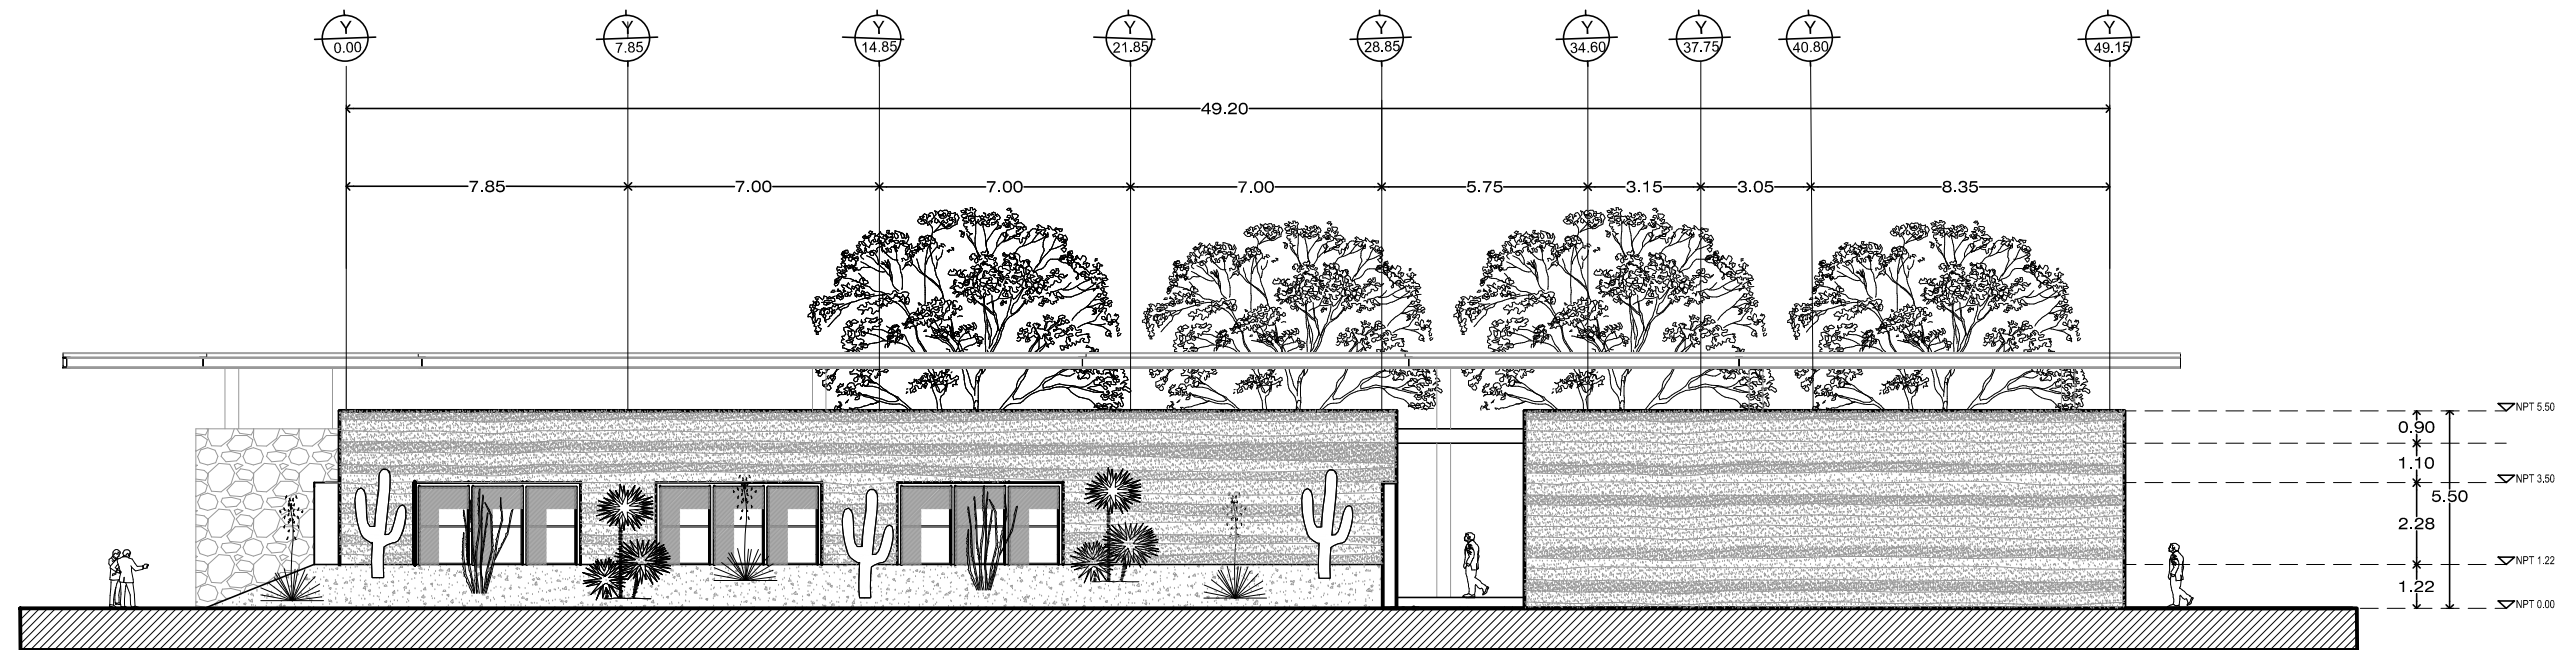 Y Y Y Y Y Y Y Y Y
0.00 7.85 14.85 21.85 28.85 34.60 37.75 40.80 49.15
49.20
7.85 7.00 7.00 7.00 5.75 3.15 3.05 8.35
NPT 5.50
0.90
1.10
NPT 3.50
5.50
2.28
NPT 1.22
1.22
NPT 0.00